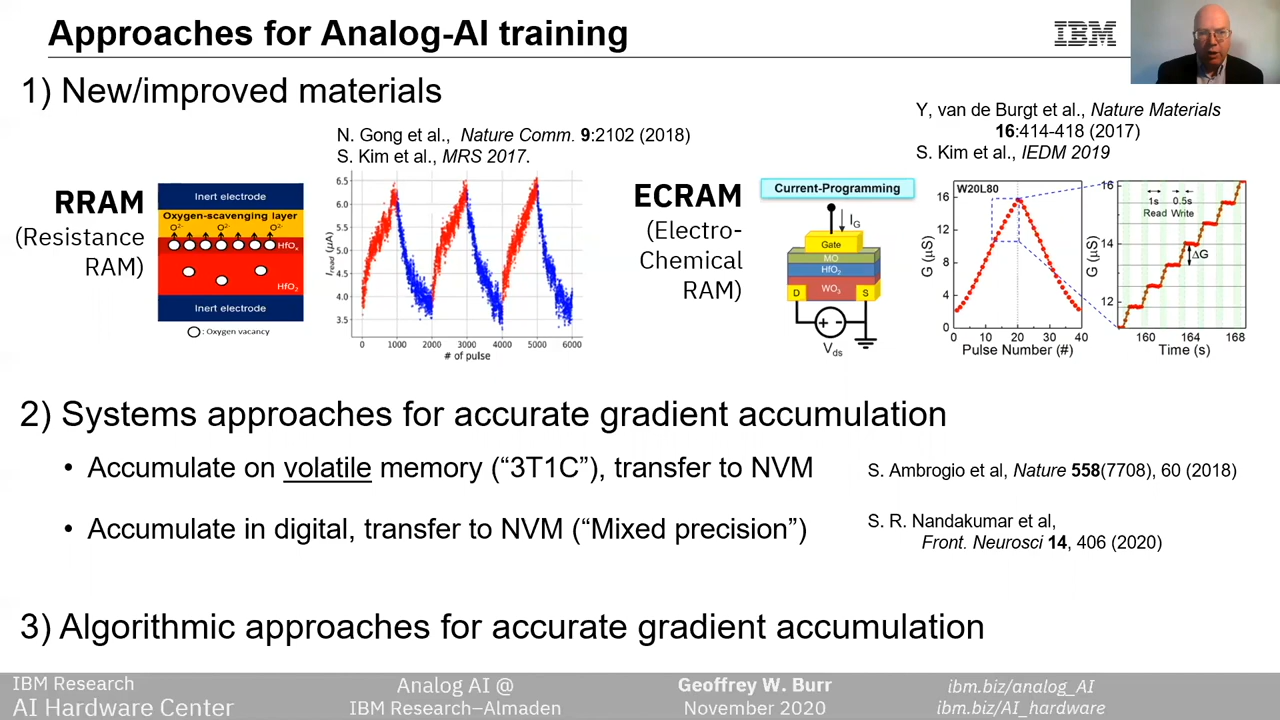 Approaches for Analog-AI training
IBM
1) New/improved materials
N. Gong et al., Nature Comm. 9:2102 (2018)
S. Kim et al., MRS 2017.
Y, van de Burgt et al., Nature Materials
16:414-418 (2017)
S. Kim et al., IEDM 2019
RRAM
(Resistance
RAM)
Inert electrode
Oxygen-scavenging layer
O²⁻ O²⁻ O²⁻
HfOₓ
HfO₂
Inert electrode
: Oxygen vacancy
Iread (µA)
6.5
6.0
5.5
5.0
4.5
4.0
3.5
0 1000 2000 3000 4000 5000 6000
# of pulse
ECRAM
(Electro-
Chemical
RAM)
Current-Programming
IG
Gate
MO
HfO₂
WO₃
D S
+ -
Vds
W20L80
G (µS)
16
12
8
4
0
0 10 20 30 40
Pulse Number (#)
G (µS)
16
14
12
1s 0.5s
Read Write
ΔG
160 164 168
Time (s)
2) Systems approaches for accurate gradient accumulation
• Accumulate on volatile memory (“3T1C”), transfer to NVM
S. Ambrogio et al, Nature 558(7708), 60 (2018)
• Accumulate in digital, transfer to NVM (“Mixed precision”)
S. R. Nandakumar et al,
Front. Neurosci 14, 406 (2020)
3) Algorithmic approaches for accurate gradient accumulation
IBM Research
AI Hardware Center
Analog AI @
IBM Research–Almaden
Geoffrey W. Burr
November 2020
ibm.biz/analog_AI
ibm.biz/AI_hardware